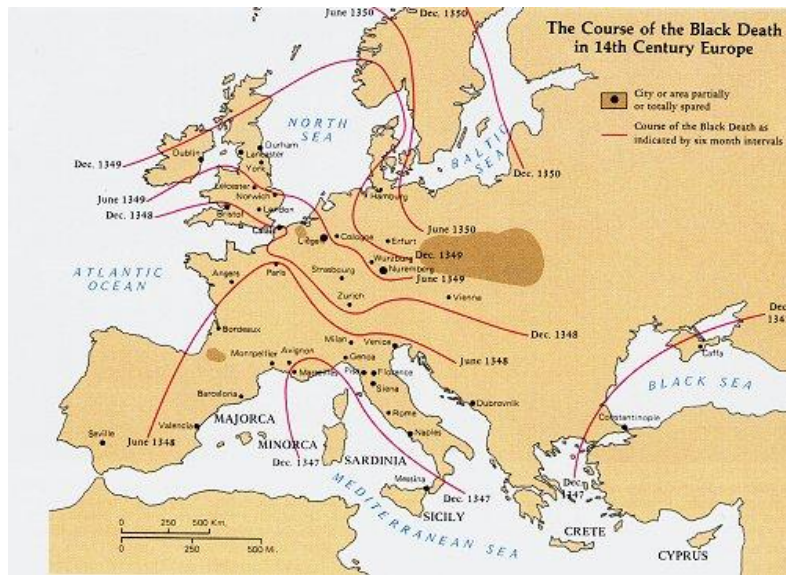 The Course of the Black Death
in 14th Century Europe
City or area partially
or totally spared
Course of the Black Death as
indicated by six month intervals
June 1350
Dec. 1350
NORTH
SEA
BALTIC
SEA
Dec. 1349
June 1349
Dec. 1348
Dublin
Durham
Lancaster
York
Leicester
Norwich
London
Bristol
Calais
Hamburg
Dec. 1350
June 1350
Dec. 1349
June 1349
Liege
Cologne
Erfurt
Wurzburg
Nuremberg
ATLANTIC
OCEAN
Angers
Paris
Strasbourg
Zurich
Vienna
Dec. 1348
June 1348
Bordeaux
Milan
Venice
Genoa
Montpellier
Avignon
Marseilles
Pisa
Florence
Siena
Barcelona
Rome
Dubrovnik
Naples
Valencia
Seville
June 1348
MAJORCA
MINORCA
SARDINIA
Dec. 1347
Messina
Dec. 1347
SICILY
MEDITERRANEAN SEA
Caffa
BLACK SEA
Constantinople
Dec.
1347
CRETE
CYPRUS
0 250 500 Km.
0 250 500 Mi.